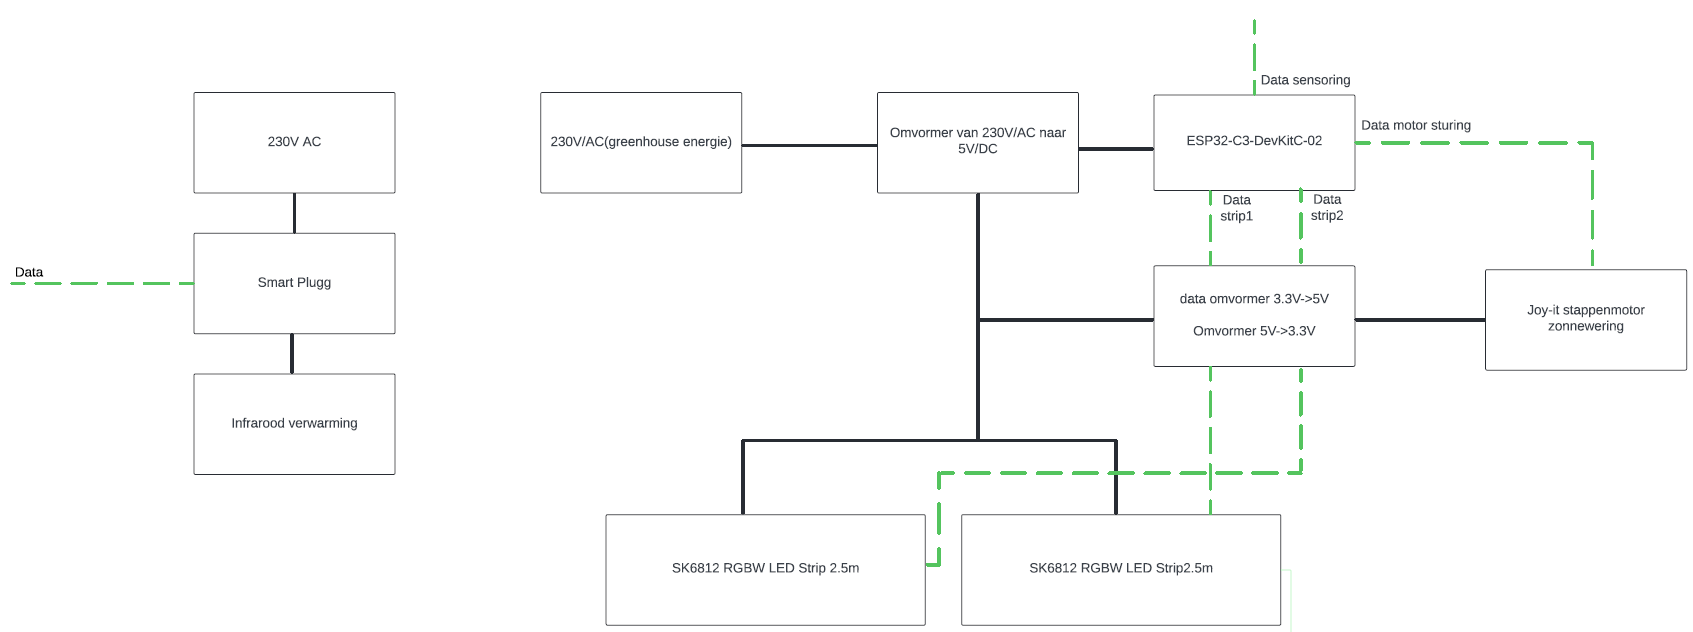 Data sensoring
230V AC
230V/AC(greenhouse energie)
Omvormer van 230V/AC naar
5V/DC
ESP32-C3-DevKitC-02
Data motor sturing
Data
strip1
Data
strip2
Data
Smart Plugg
data omvormer 3.3V->5V
Omvormer 5V->3.3V
Joy-it stappenmotor
zonnewering
Infrarood verwarming
SK6812 RGBW LED Strip 2.5m
SK6812 RGBW LED Strip2.5m